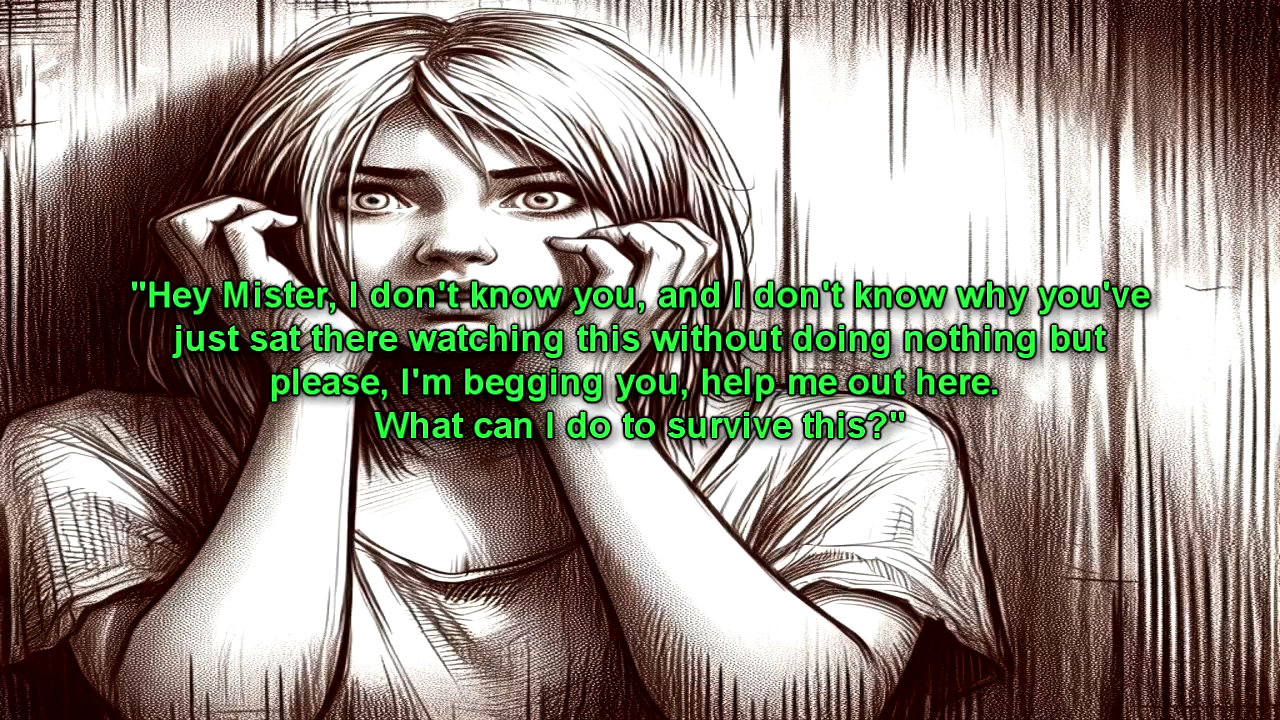 "Hey Mister, I don't know you, and I don't know why you've
just sat there watching this without doing nothing but
please, I'm begging you, help me out here.
What can I do to survive this?"